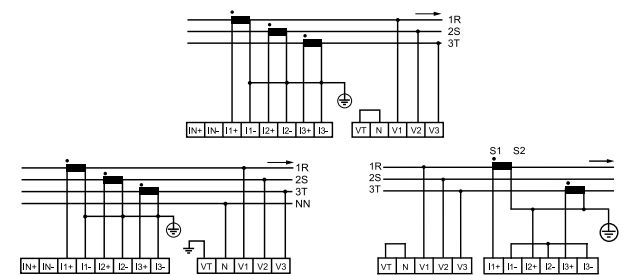 1R
2S
3T
IN+ IN- I1+ I1- I2+ I2- I3+ I3- VT N V1 V2 V3
1R
2S
3T
NN
IN+ IN- I1+ I1- I2+ I2- I3+ I3- VT N V1 V2 V3
S1 S2
1R
2S
3T
VT N V1 V2 V3 I1+ I1- I2+ I2- I3+ I3-